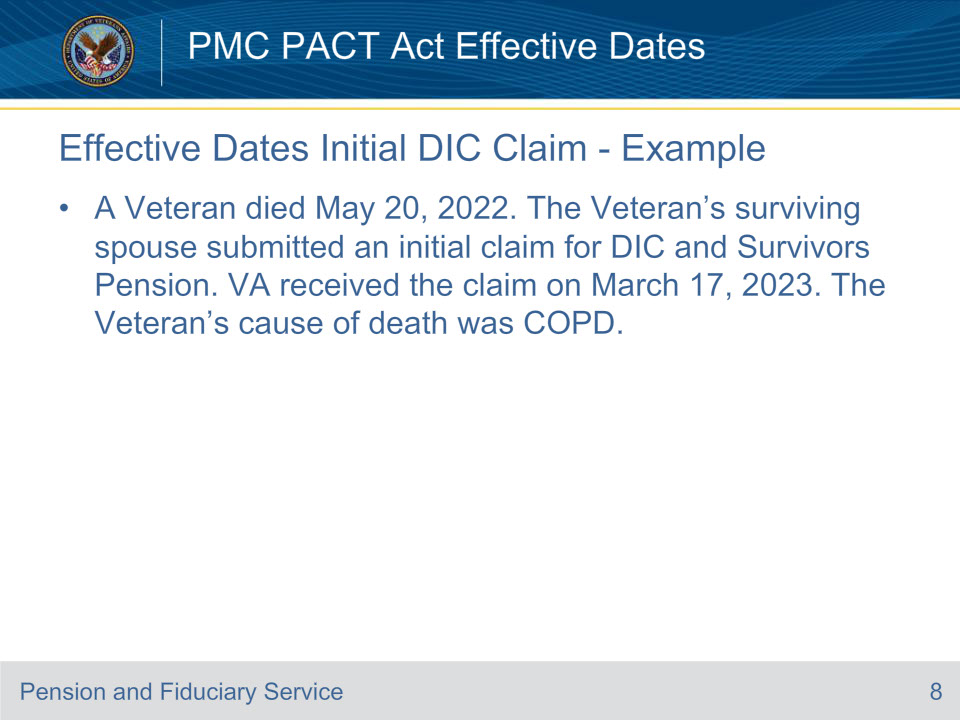 PMC PACT Act Effective Dates
Effective Dates Initial DIC Claim - Example
• A Veteran died May 20, 2022. The Veteran’s surviving
spouse submitted an initial claim for DIC and Survivors
Pension. VA received the claim on March 17, 2023. The
Veteran’s cause of death was COPD.
Pension and Fiduciary Service
8